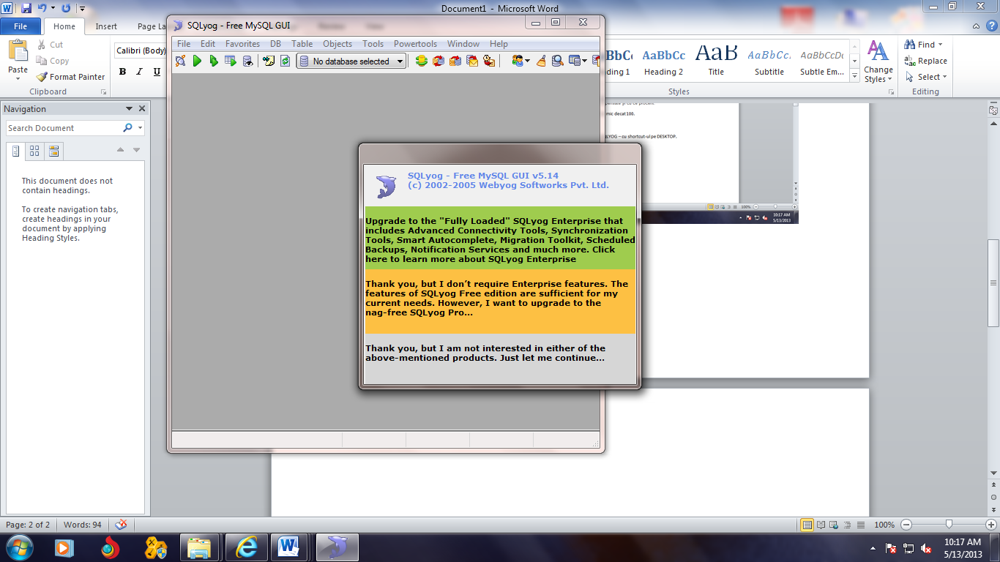 Document1 - Microsoft Word
File
Home
Insert
Page La
SQLyog - Free MySQL GUI
File Edit Favorites DB Table Objects Tools Powertools Window Help
No database selected
Paste
Cut
Copy
Format Painter
Clipboard
Calibri (Body)
B I U
AaBbCc
AaB
AaBbCc.
AaBbCcDc
ding 1
Heading 2
Title
Subtitle
Subtle Em...
Change
Styles
Styles
Find
Replace
Select
Editing
Navigation
Search Document
This document does not
contain headings.
To create navigation tabs,
create headings in your
document by applying
Heading Styles.
mic decat 100.
QLYOG – cu shortcut-ul pe DESKTOP.
100%
10:17 AM
5/13/2013
SQLyog - Free MySQL GUI v5.14
(c) 2002-2005 Webyog Softworks Pvt. Ltd.
Upgrade to the "Fully Loaded" SQLyog Enterprise that
includes Advanced Connectivity Tools, Synchronization
Tools, Smart Autocomplete, Migration Toolkit, Scheduled
Backups, Notification Services and much more. Click
here to learn more about SQLyog Enterprise
Thank you, but I don’t require Enterprise features. The
features of SQLyog Free edition are sufficient for my
current needs. However, I want to upgrade to the
nag-free SQLyog Pro...
Thank you, but I am not interested in either of the
above-mentioned products. Just let me continue...
Page: 2 of 2
Words: 94
100%
10:17 AM
5/13/2013